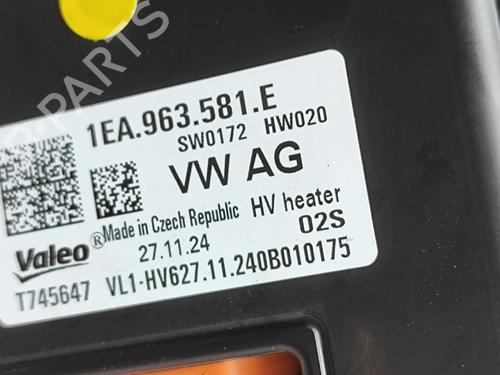 1EA.963.581.E
SW0172 HW020
VW AG
Made in Czech Republic HV heater
Valeo ® 27.11.24 02S
T745647 VL1-HV627.11.240B010175
PARTS